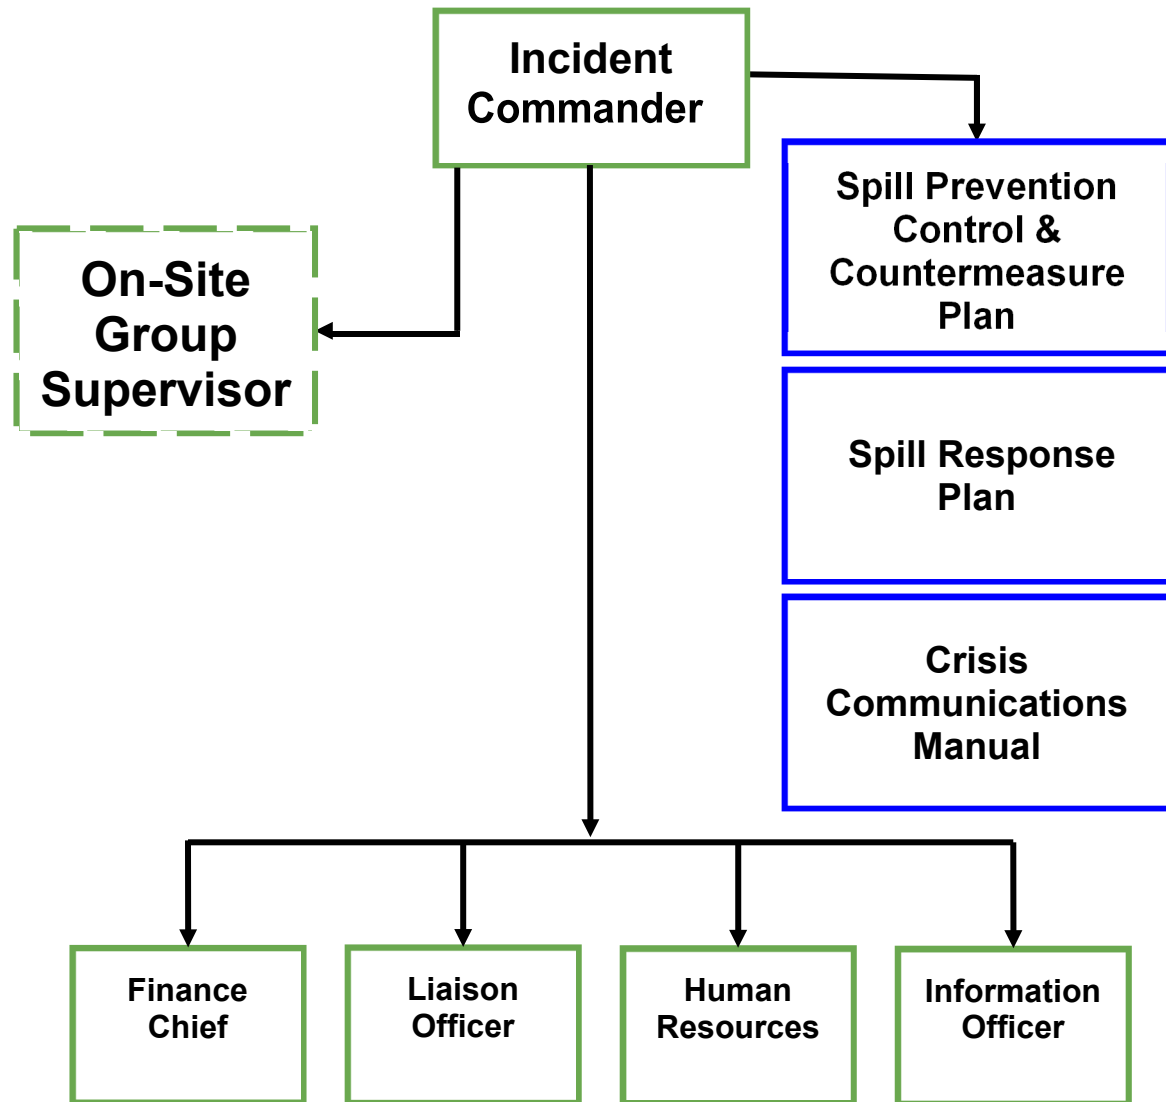 Incident
Commander
Spill Prevention
Control &
Countermeasure
Plan
On-Site
Group
Supervisor
Spill Response
Plan
Crisis
Communications
Manual
Finance
Chief
Liaison
Officer
Human
Resources
Information
Officer